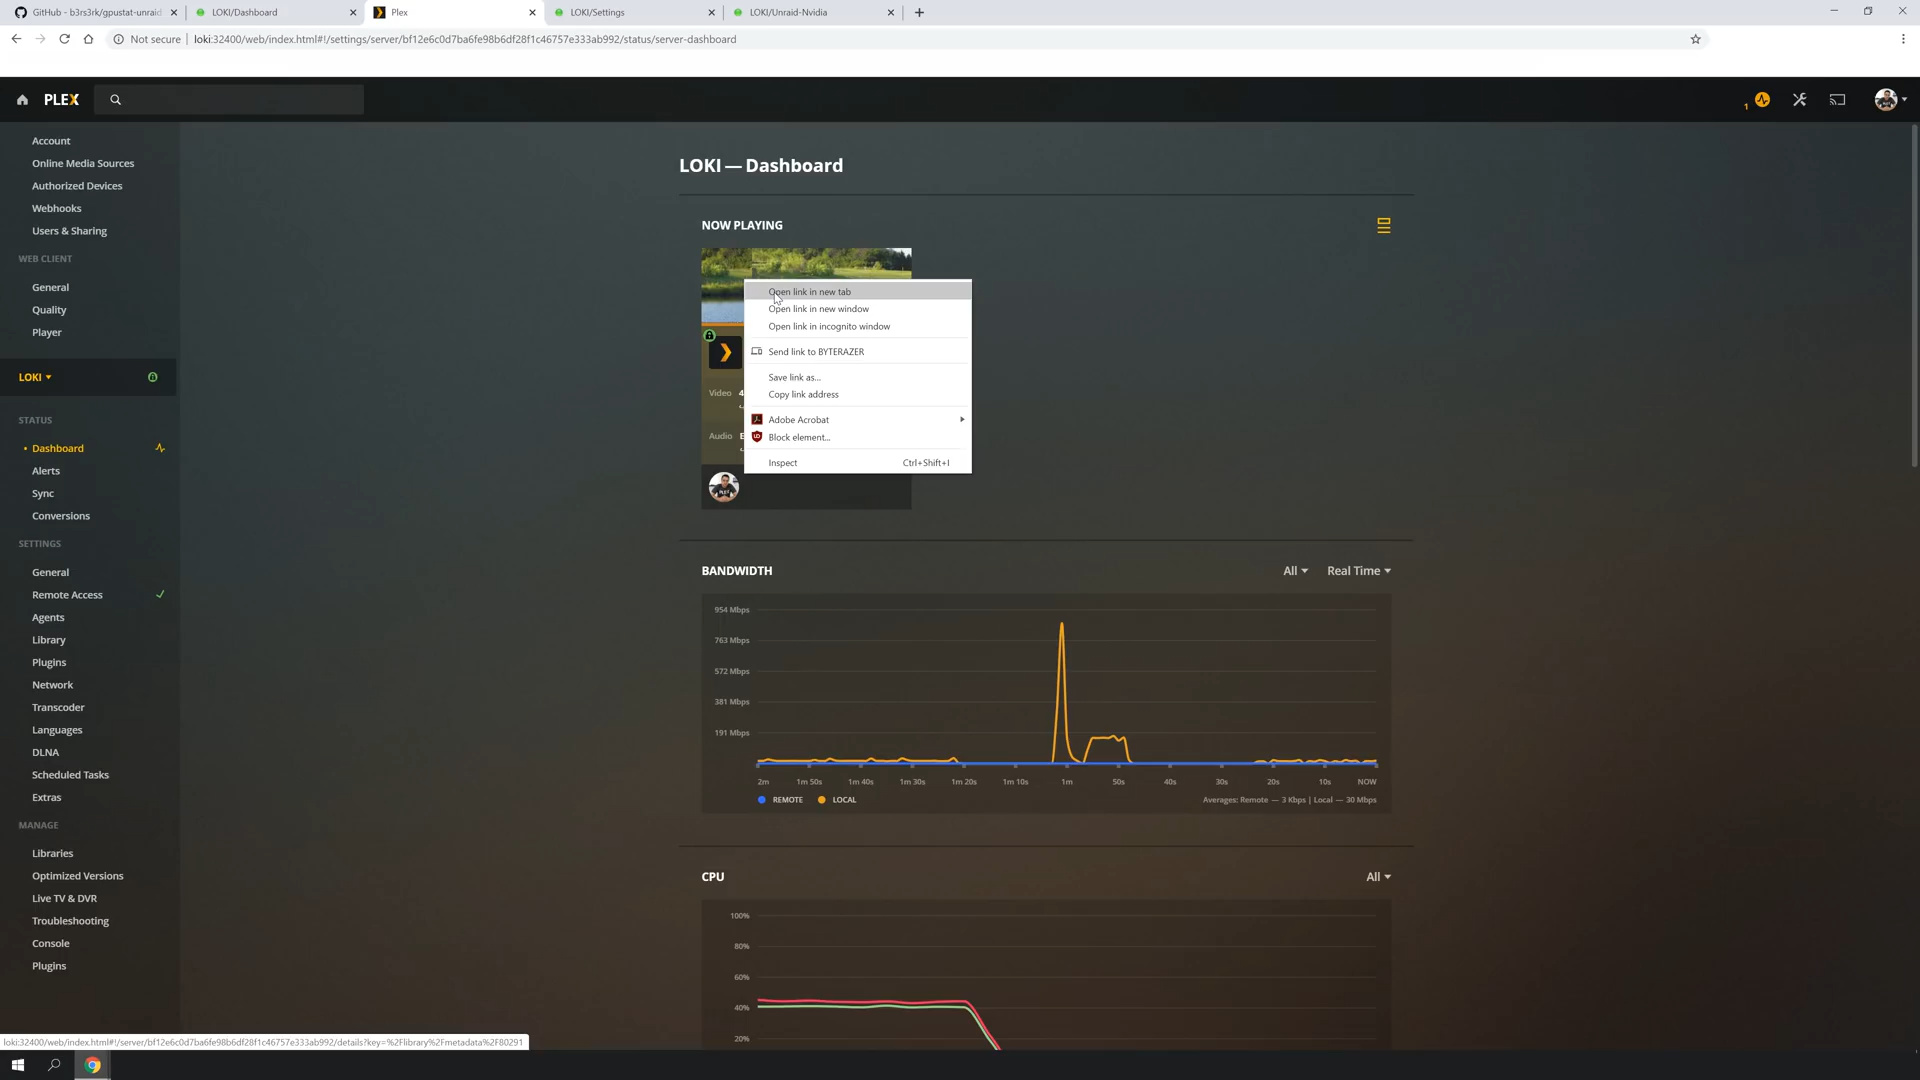 GitHub - b3rs3rk/gpustat-unraid
LOKI/Dashboard
Plex
LOKI/Settings
LOKI/Unraid-Nvidia
Not secure
loki:32400/web/index.html#!/settings/server/bf12e6c0d7ba6fe98b6df28f1c46757e333ab992/status/server-dashboard
PLEX
1
Account
Online Media Sources
Authorized Devices
Webhooks
Users & Sharing
WEB CLIENT
General
Quality
Player
LOKI
STATUS
Dashboard
Alerts
Sync
Conversions
SETTINGS
General
Remote Access
Agents
Library
Plugins
Network
Transcoder
Languages
DLNA
Scheduled Tasks
Extras
MANAGE
Libraries
Optimized Versions
Live TV & DVR
Troubleshooting
Console
Plugins
LOKI — Dashboard
NOW PLAYING
Video 4
Audio E
Open link in new tab
Open link in new window
Open link in incognito window
Send link to BYTERAZER
Save link as...
Copy link address
Adobe Acrobat
Block element...
Inspect Ctrl+Shift+I
BANDWIDTH
All Real Time
954 Mbps
763 Mbps
572 Mbps
381 Mbps
191 Mbps
2m 1m 50s 1m 40s 1m 30s 1m 20s 1m 10s 1m 50s 40s 30s 20s 10s NOW
REMOTE LOCAL Averages: Remote — 3 Kbps | Local — 30 Mbps
CPU
All
100%
80%
60%
40%
20%
loki:32400/web/index.html#!/server/bf12e6c0d7ba6fe98b6df28f1c46757e333ab992/details?key=%2Flibrary%2Fmetadata%2F80291